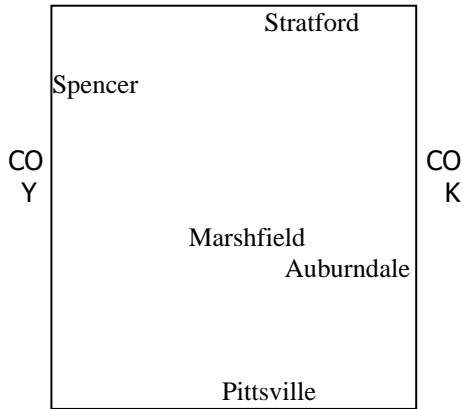 Stratford
Spencer
CO
Y
CO
K
Marshfield
Auburndale
Pittsville